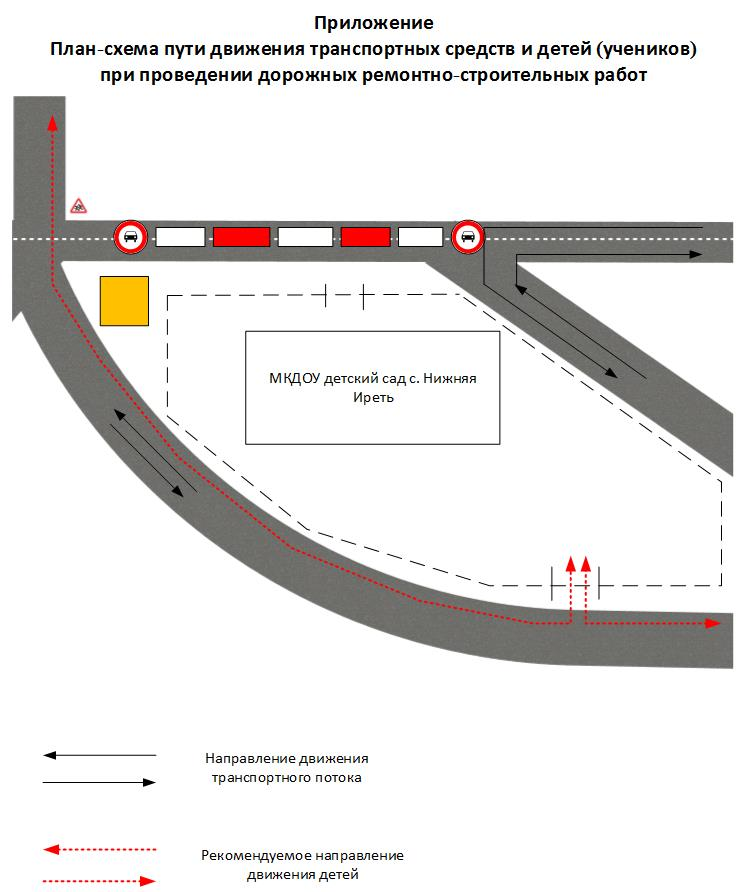 Приложение
План-схема пути движения транспортных средств и детей (учеников)
при проведении дорожных ремонтно-строительных работ
МКДОУ детский сад с. Нижняя
Иреть
Направление движения
транспортного потока
Рекомендуемое направление
движения детей